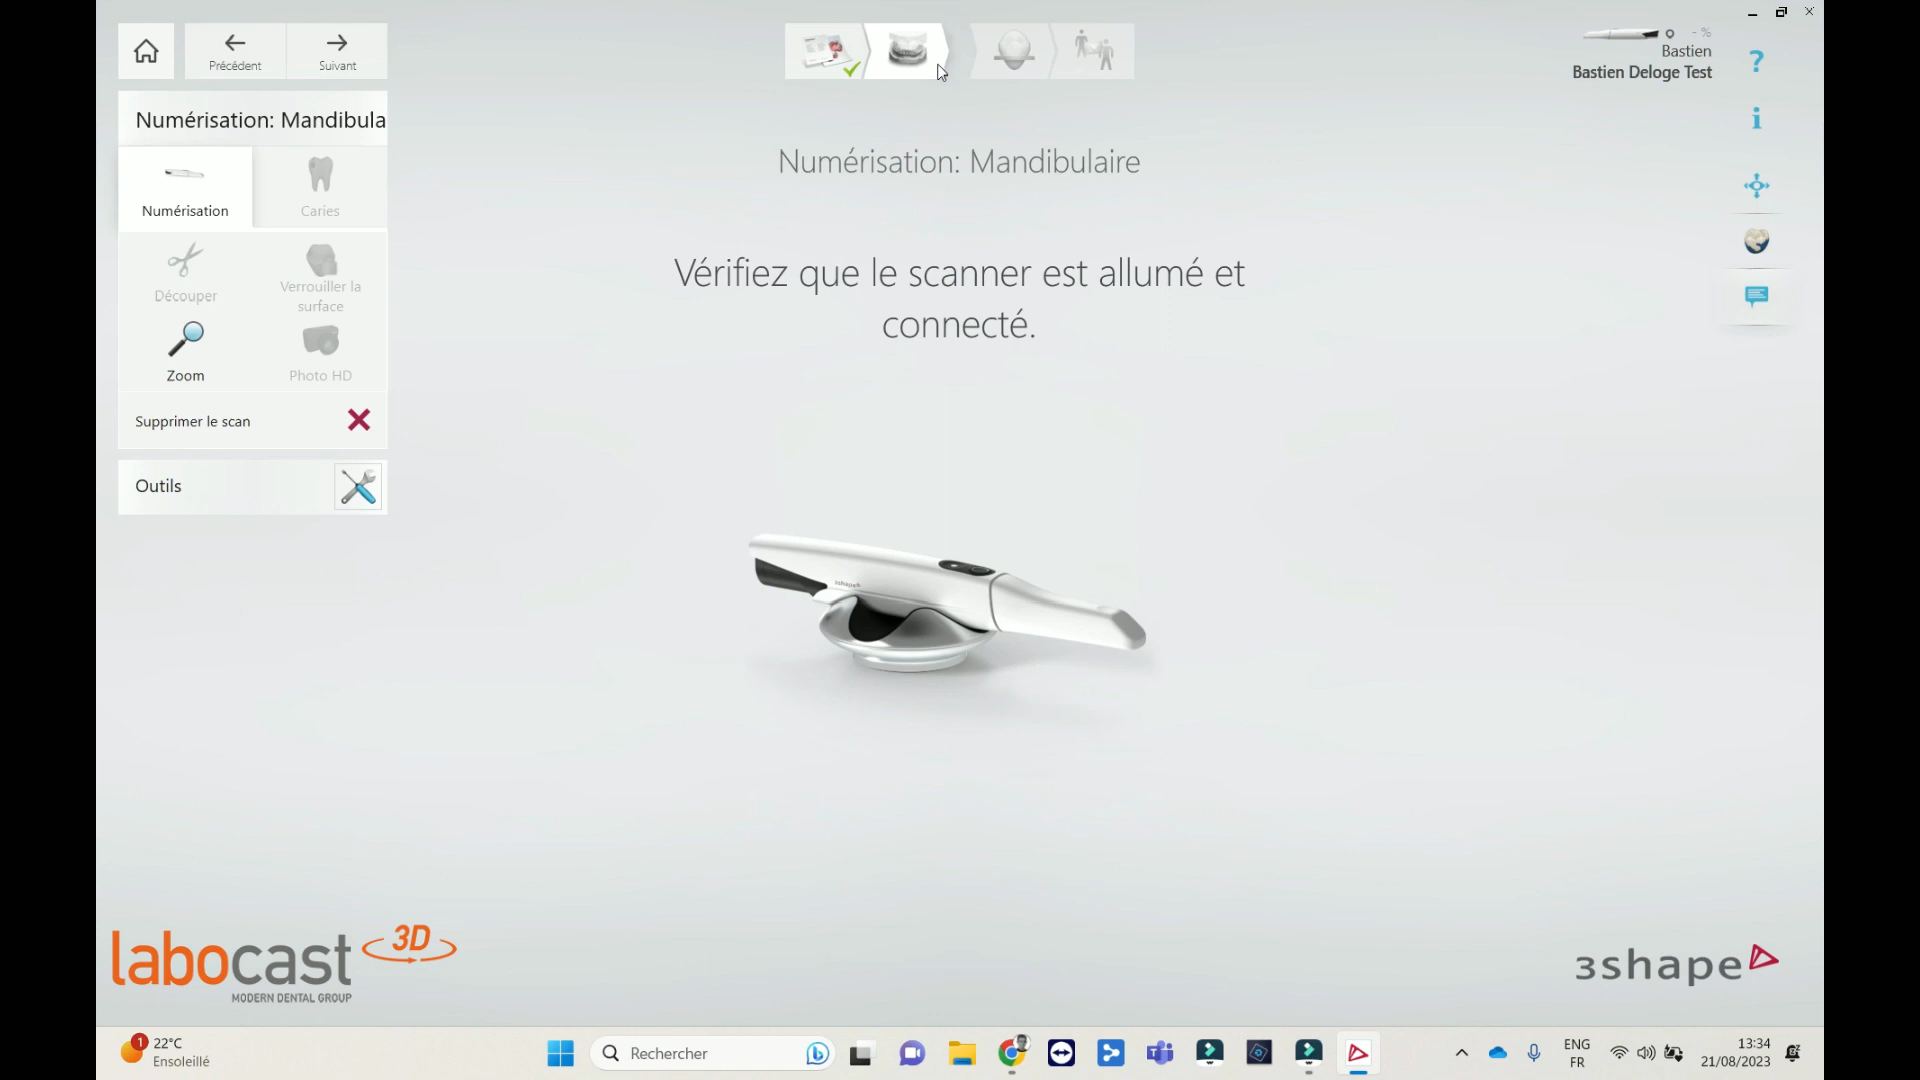 Précédent
Suivant
- %
Bastien
Bastien Deloge Test
Numérisation: Mandibula
Numérisation
Caries
Découper
Verrouiller la
surface
Zoom
Photo HD
Supprimer le scan
Outils
Numérisation: Mandibulaire
Vérifiez que le scanner est allumé et
connecté.
3shape
labocast 3D
MODERN DENTAL GROUP
3shape
1
22°C
Ensoleillé
Rechercher
ENG
FR
13:34
21/08/2023